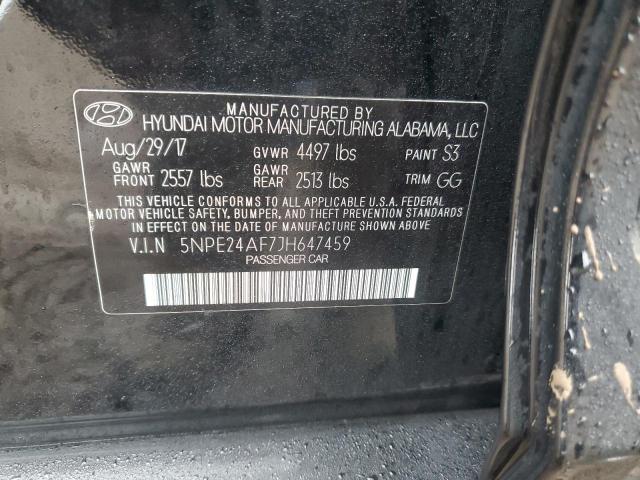 MANUFACTURED BY
HYUNDAI MOTOR MANUFACTURING ALABAMA, LLC
Aug/29/17 GVWR 4497 lbs PAINT S3
GAWR FRONT 2557 lbs GAWR REAR 2513 lbs TRIM GG
THIS VEHICLE CONFORMS TO ALL APPLICABLE U.S.A. FEDERAL
MOTOR VEHICLE SAFETY, BUMPER, AND THEFT PREVENTION STANDARDS
IN EFFECT ON THE DATE OF MANUFACTURE SHOWN ABOVE.
V.I.N 5NPE24AF7JH647459
PASSENGER CAR